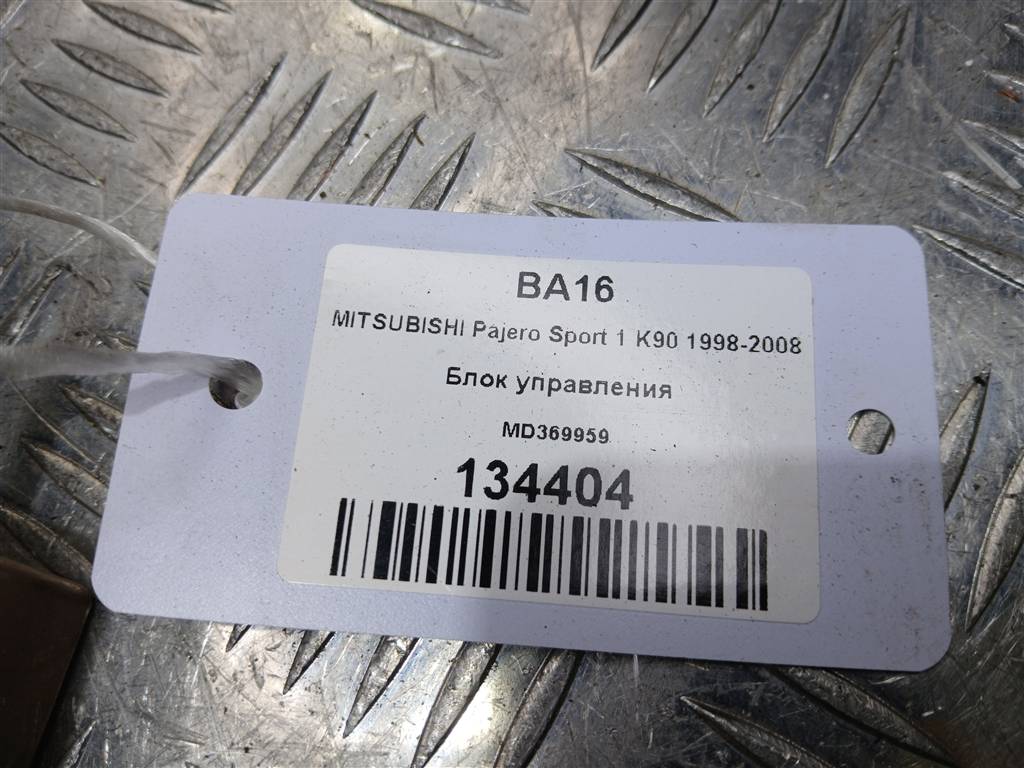 BA16
MITSUBISHI Pajero Sport 1 K90 1998-2008
Блок управления
MD369959
134404